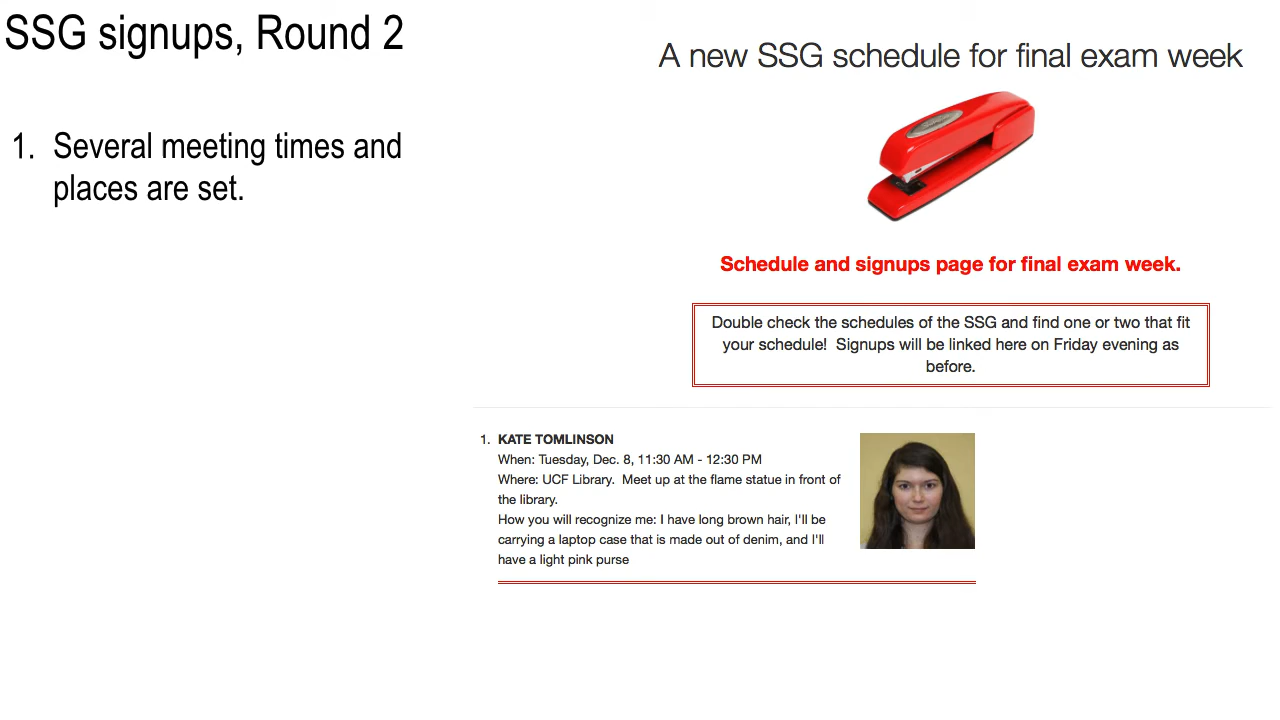 SSG signups, Round 2
1. Several meeting times and
places are set.
A new SSG schedule for final exam week
Schedule and signups page for final exam week.
Double check the schedules of the SSG and find one or two that fit
your schedule!  Signups will be linked here on Friday evening as
before.
1. KATE TOMLINSON
When: Tuesday, Dec. 8, 11:30 AM - 12:30 PM
Where: UCF Library.  Meet up at the flame statue in front of
the library.
How you will recognize me: I have long brown hair, I'll be
carrying a laptop case that is made out of denim, and I'll
have a light pink purse